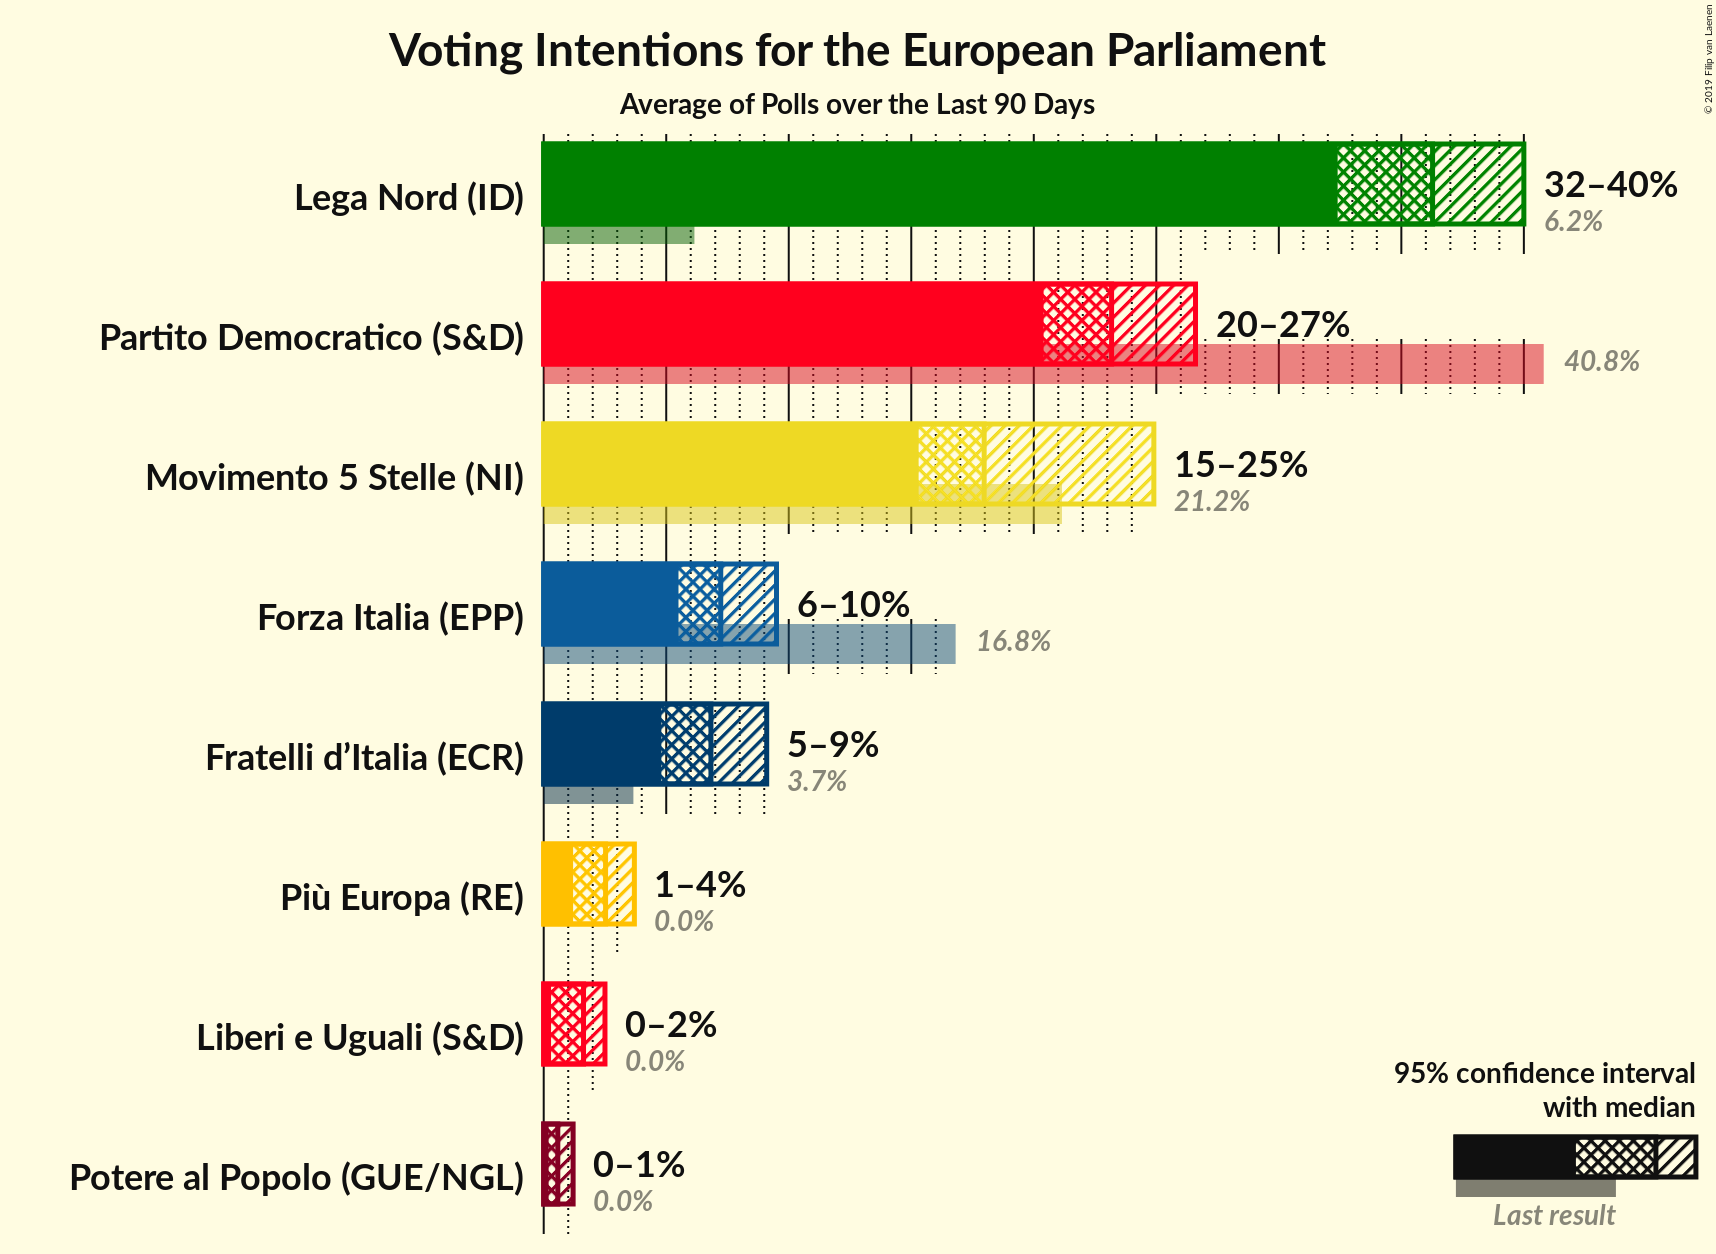 Voting Intentions for the European Parliament
Average of Polls over the Last 90 Days
© 2019 Filip van Laenen
Lega Nord (ID)
32–40%
6.2%
Partito Democratico (S&D)
20–27%
40.8%
Movimento 5 Stelle (NI)
15–25%
21.2%
Forza Italia (EPP)
6–10%
16.8%
Fratelli d’Italia (ECR)
5–9%
3.7%
Più Europa (RE)
1–4%
0.0%
Liberi e Uguali (S&D)
0–2%
0.0%
Potere al Popolo (GUE/NGL)
0–1%
0.0%
95% confidence interval
with median
Last result